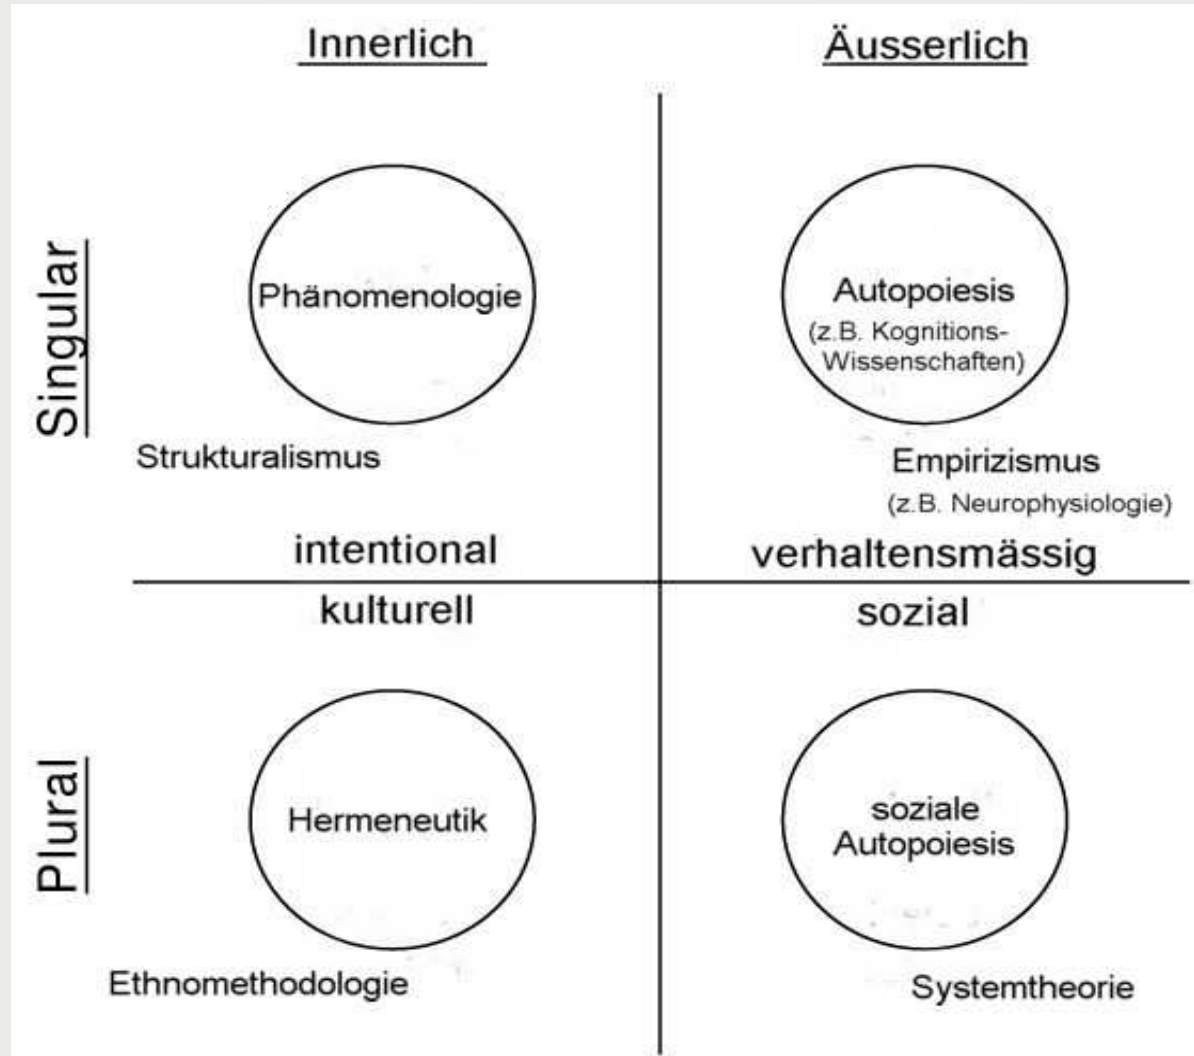 Innerlich
Äusserlich
Singular
Phänomenologie
Autopoiesis
(z.B. Kognitions-
Wissenschaften)
Strukturalismus
Empirizismus
(z.B. Neurophysiologie)
intentional
verhaltensmässig
kulturell
sozial
Plural
Hermeneutik
soziale
Autopoiesis
Ethnomethodologie
Systemtheorie